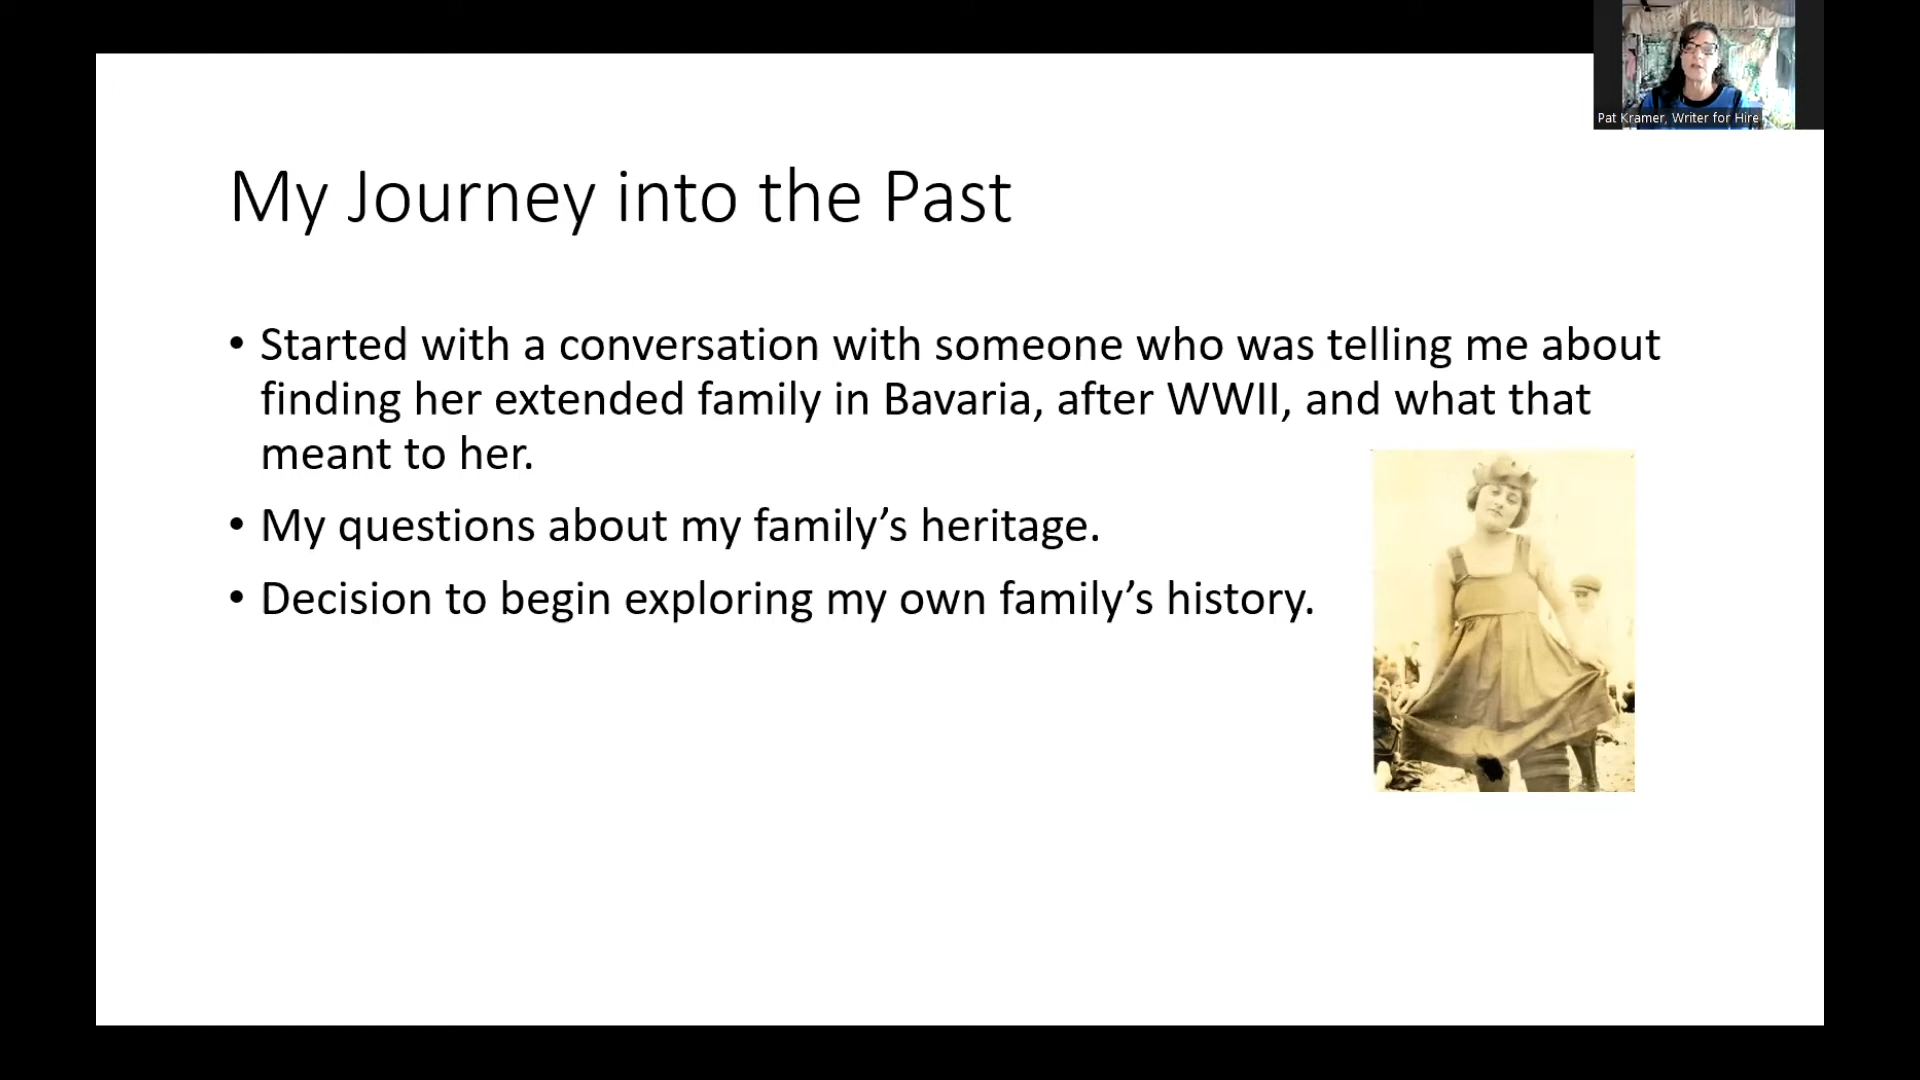 Pat Kramer, Writer for Hire
My Journey into the Past
• Started with a conversation with someone who was telling me about
finding her extended family in Bavaria, after WWII, and what that
meant to her.
• My questions about my family’s heritage.
• Decision to begin exploring my own family’s history.